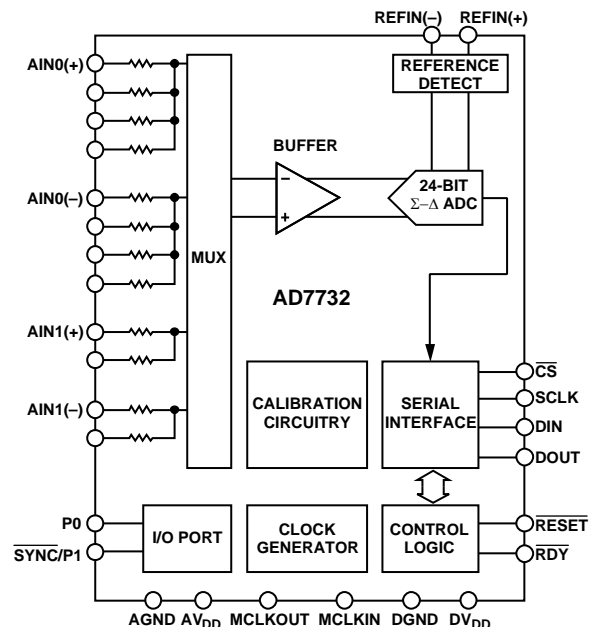 REFIN(–) REFIN(+)
AIN0(+)
REFERENCE
DETECT
BUFFER
–
+
24-BIT
Σ–Δ ADC
AIN0(–)
MUX
AD7732
AIN1(+)
AIN1(–)
CALIBRATION
CIRCUITRY
SERIAL
INTERFACE
CS
SCLK
DIN
DOUT
P0
SYNC/P1
I/O PORT
CLOCK
GENERATOR
CONTROL
LOGIC
RESET
RDY
AGND AVDD MCLKOUT MCLKIN DGND DVDD